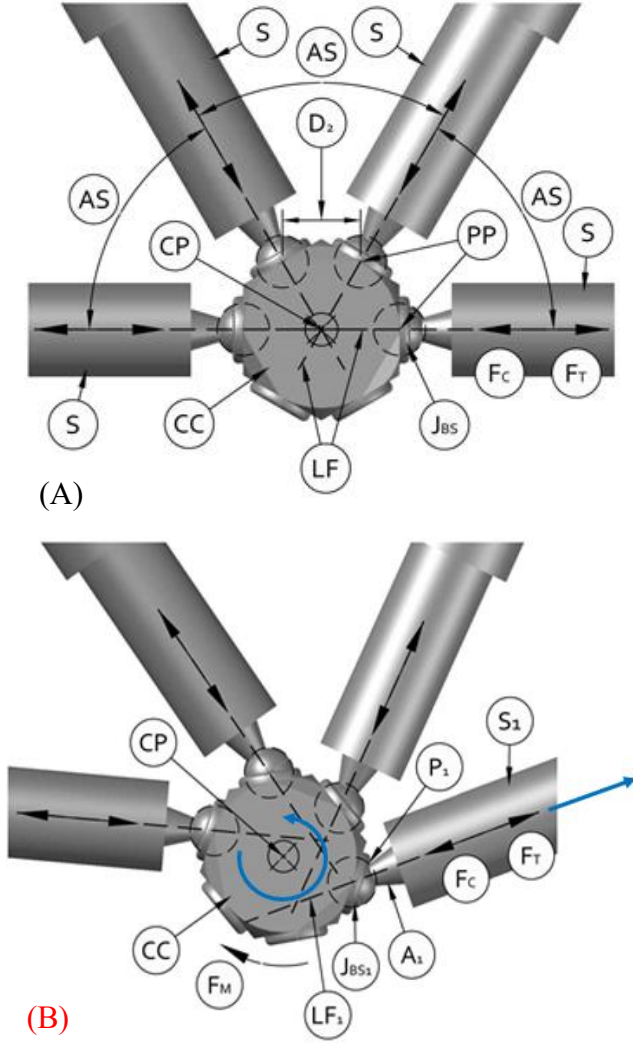 S
AS
S
D₂
AS
AS
CP
PP
S
Fc
FT
S
CC
JBS
LF
(A)
S₁
CP
P₁
FT
Fc
CC
JBS₁
A₁
FM
LF₁
(B)